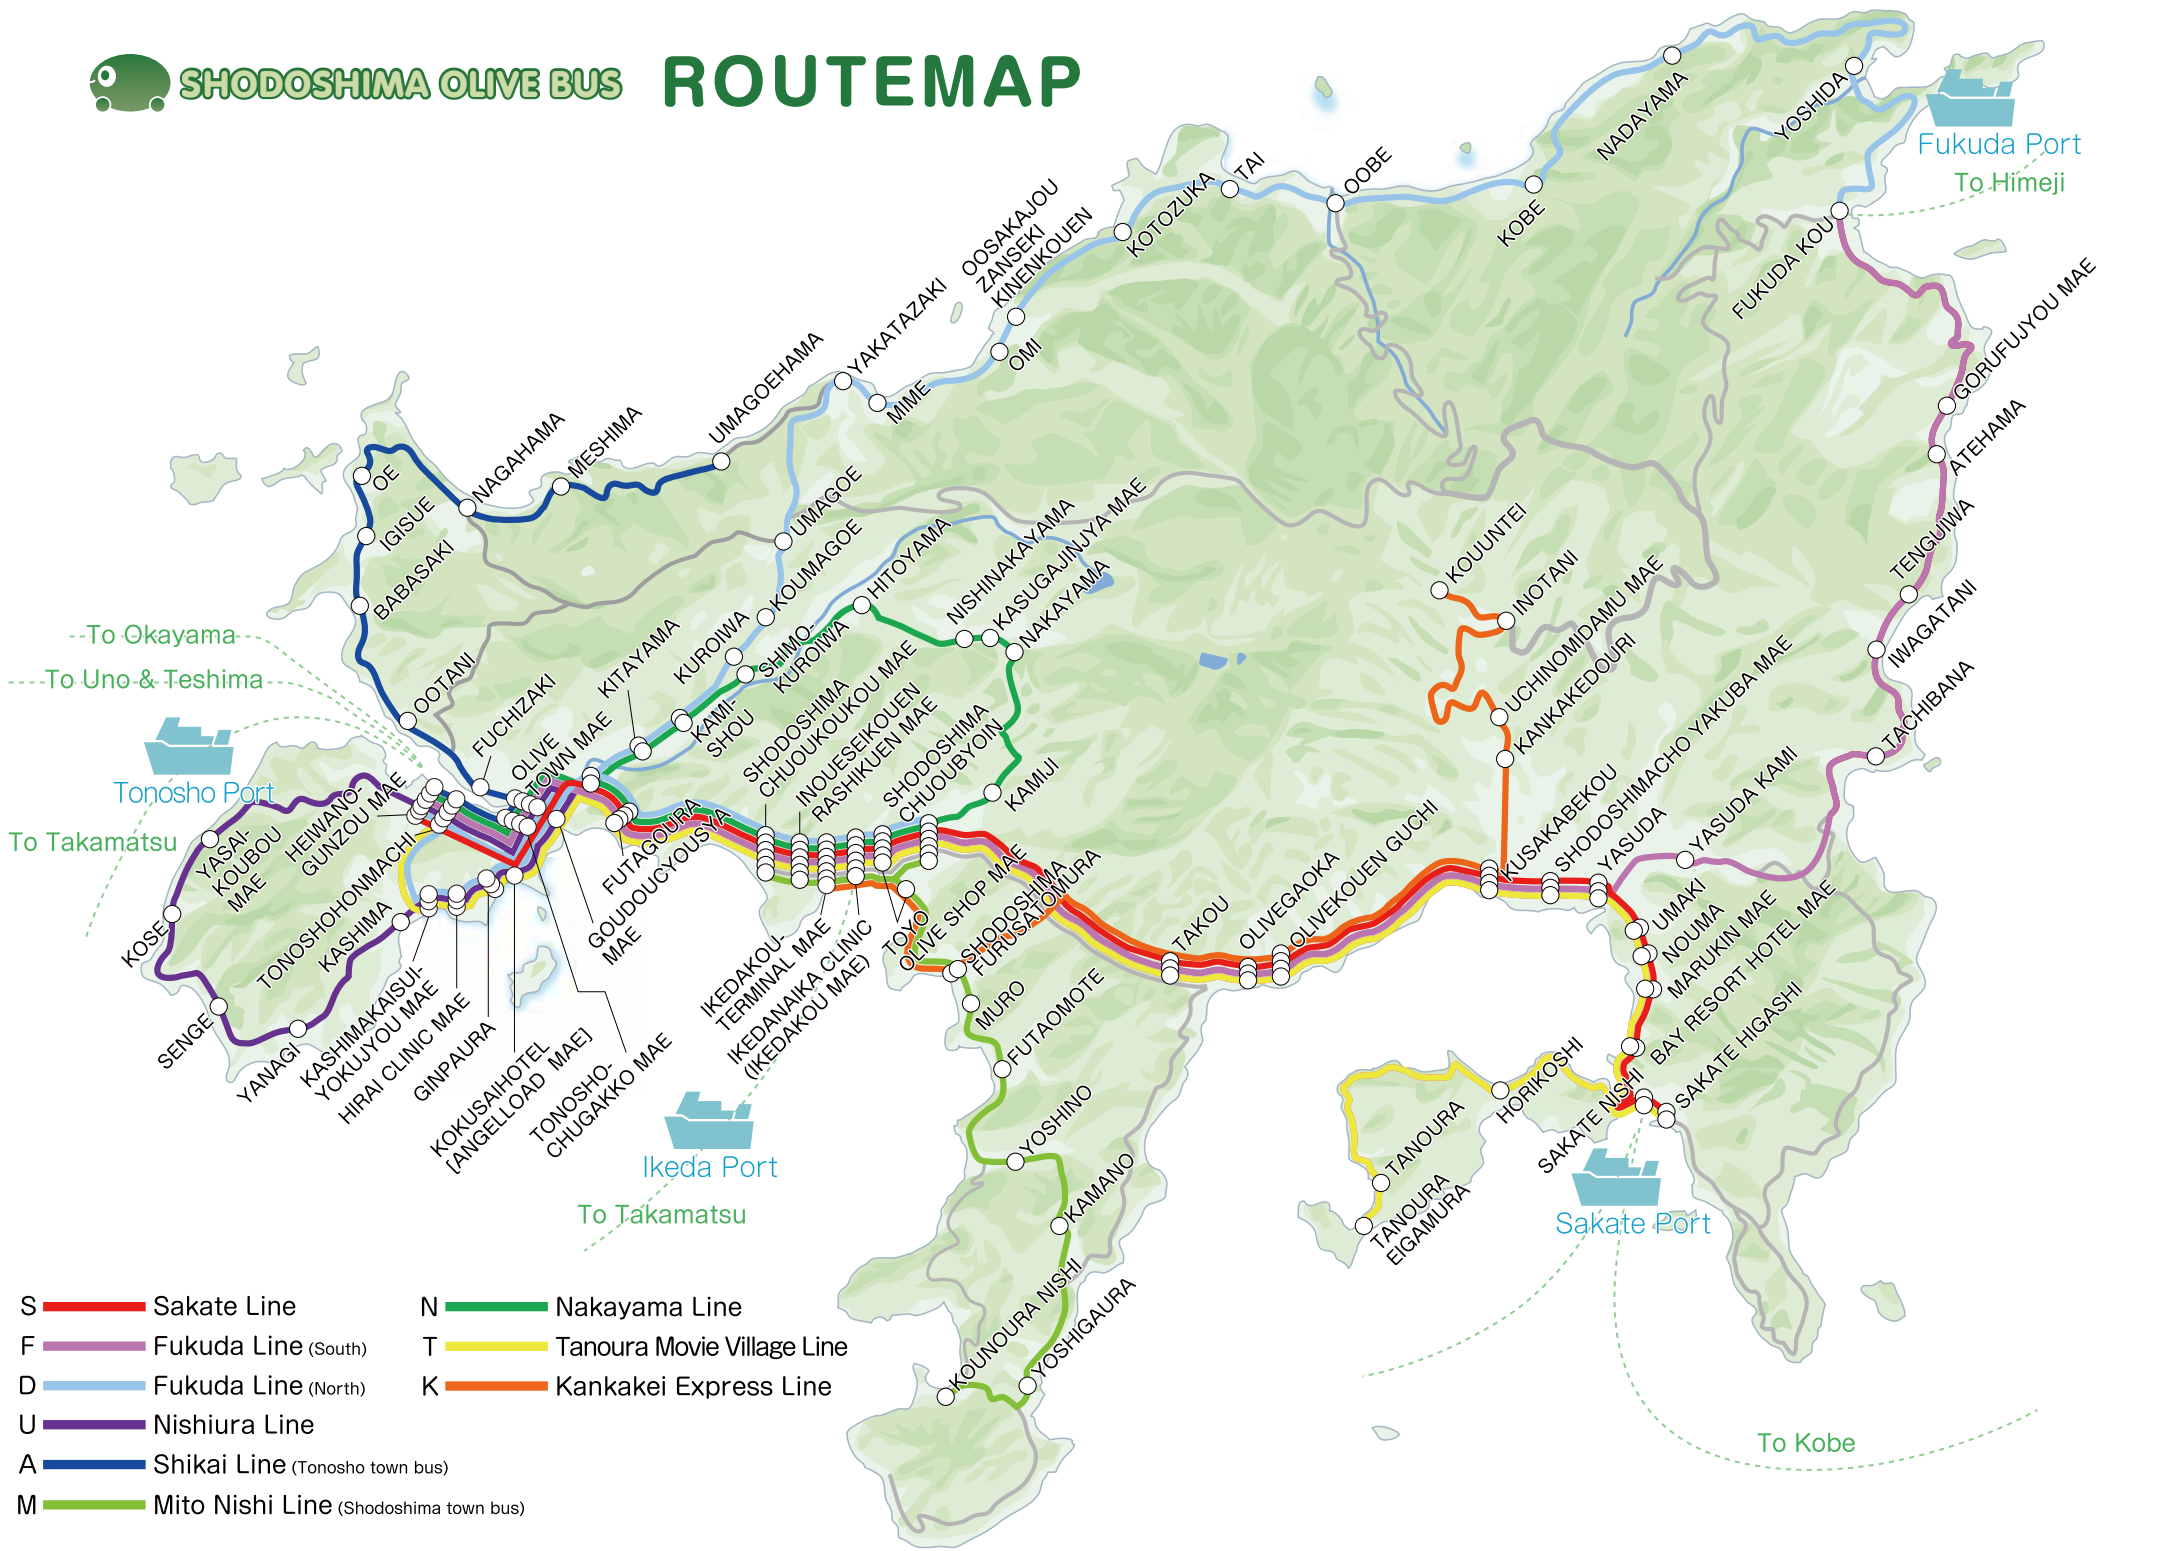 SHODOSHIMA OLIVE BUS
ROUTEMAP
NADAYAMA
YOSHIDA
Fukuda Port
To Himeji
FUKUDA KOU
KOBE
OOBE
TAI
KOTOZUKA
OOSAKAJOU
ZANSEKI
KINENKOUEN
OMI
MIME
YAKATAZAKI
UMAGOEHAMA
MESHIMA
NAGAHAMA
OE
IGISUE
BABASAKI
OOTANI
FUCHIZAKI
OLIVE
TOWN MAE
KITAYAMA
KUROIWA
KOUMAGOE
UMAGOE
SHIMO-
KUROIWA
KAMI-
SHOU
HITOYAMA
NISHINAKAYAMA
KASUGAJINJYA MAE
NAKAYAMA
KAMIJI
SHODOSHIMA
CHUOUKOUKOU MAE
INOUESEIKOUEN
RASHIKUEN MAE
SHODOSHIMA
CHOUBYOIN
GORUFUJYOU MAE
ATEHAMA
TENGUIWA
IWAGATANI
TACHIBANA
KOUUNTEI
INOTANI
UCHINOMIDAMU MAE
KANKAKEDOURI
KUSAKABEKOU
SHODOSHIMACHO YAKUBA MAE
YASUDA
YASUDA KAMI
UMAKI
NOUMA
MARUKIN MAE
BAY RESORT HOTEL MAE
SAKATE HIGASHI
SAKATE NISHI
HORIKOSHI
TANOURA
TANOURA
EIGAMURA
Sakate Port
To Kobe
TAKOU
OLIVEGAOKA
OLIVEKOUEN GUCHI
To Okayama
To Uno & Teshima
Tonosho Port
To Takamatsu
HEIWANO-
GUNZOU MAE
YASAI-
KOUBOU
MAE
TONOSHOHONMACHI
KASHIMA
KOSE
SENGE
YANAGI
KASHIMAKAISUI-
YOKUJYOU MAE
HIRAI CLINIC MAE
GINPAURA
KOKUSAIHOTEL
[ANGELLOAD MAE]
TONOSHO-
CHUGAKKO MAE
GOUDOUCYOUSYA
MAE
FUTAGOURA
IKEDAKOU-
TERMINAL MAE
IKEDANAIKA CLINIC
(IKEDAKOU MAE)
TOYO
OLIVE SHOP MAE
SHODOSHIMA
FURUSATOMURA
MURO
FUTAOMOTE
YOSHINO
KAMANO
KOUNOURA NISHI
YOSHIGAURA
Ikeda Port
To Takamatsu
S Sakate Line
F Fukuda Line (South)
D Fukuda Line (North)
U Nishiura Line
A Shikai Line (Tonosho town bus)
M Mito Nishi Line (Shodoshima town bus)
N Nakayama Line
T Tanoura Movie Village Line
K Kankakei Express Line